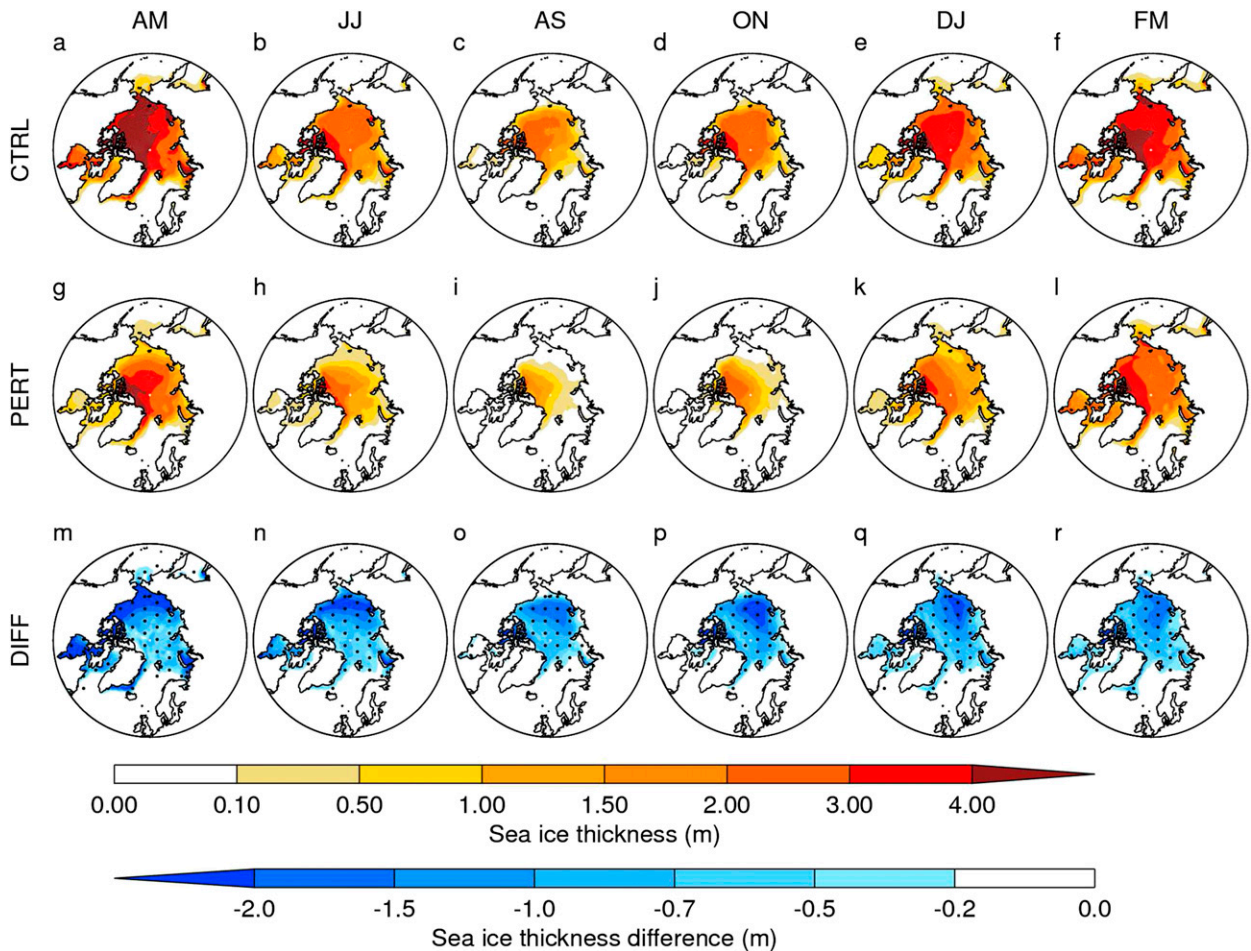 AM JJ AS ON DJ FM
a b c d e f
CTRL
g h i j k l
PERT
m n o p q r
DIFF
0.00 0.10 0.50 1.00 1.50 2.00 3.00 4.00
Sea ice thickness (m)
-2.0 -1.5 -1.0 -0.7 -0.5 -0.2 0.0
Sea ice thickness difference (m)